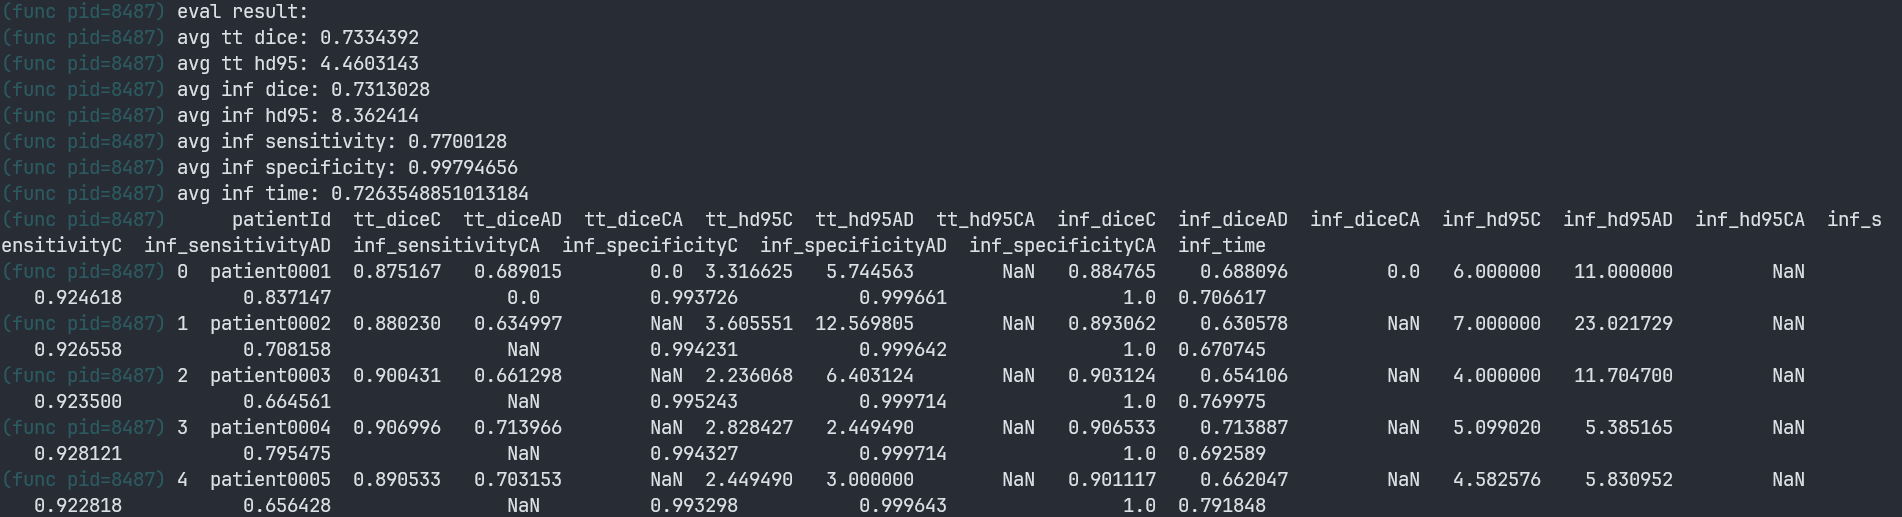 (func pid=8487) eval result:
(func pid=8487) avg tt dice: 0.7334392
(func pid=8487) avg tt hd95: 4.4603143
(func pid=8487) avg inf dice: 0.7313028
(func pid=8487) avg inf hd95: 8.362414
(func pid=8487) avg inf sensitivity: 0.7700128
(func pid=8487) avg inf specificity: 0.99794656
(func pid=8487) avg inf time: 0.7263548851013184
(func pid=8487)      patientId  tt_diceC  tt_diceAD  tt_diceCA  tt_hd95C  tt_hd95AD  tt_hd95CA  inf_diceC  inf_diceAD  inf_diceCA  inf_hd95C  inf_hd95AD  inf_hd95CA  inf_s
ensitivityC  inf_sensitivityAD  inf_sensitivityCA  inf_specificityC  inf_specificityAD  inf_specificityCA  inf_time
(func pid=8487) 0  patient0001  0.875167  0.689015        0.0  3.316625   5.744563        NaN   0.884765    0.688096         0.0   6.000000   11.000000         NaN
   0.924618           0.837147                0.0          0.993726           0.999661                1.0  0.706617
(func pid=8487) 1  patient0002  0.880230  0.634997        NaN  3.605551  12.569805        NaN   0.893062    0.630578         NaN   7.000000   23.021729         NaN
   0.926558           0.708158                NaN          0.994231           0.999642                1.0  0.670745
(func pid=8487) 2  patient0003  0.900431  0.661298        NaN  2.236068   6.403124        NaN   0.903124    0.654106         NaN   4.000000   11.704700         NaN
   0.923500           0.664561                NaN          0.995243           0.999714                1.0  0.769975
(func pid=8487) 3  patient0004  0.906996  0.713966        NaN  2.828427   2.449490        NaN   0.906533    0.713887         NaN   5.099020    5.385165         NaN
   0.928121           0.795475                NaN          0.994327           0.999714                1.0  0.692589
(func pid=8487) 4  patient0005  0.890533  0.703153        NaN  2.449490   3.000000        NaN   0.901117    0.662047         NaN   4.582576    5.830952         NaN
   0.922818           0.656428                NaN          0.993298           0.999643                1.0  0.791848